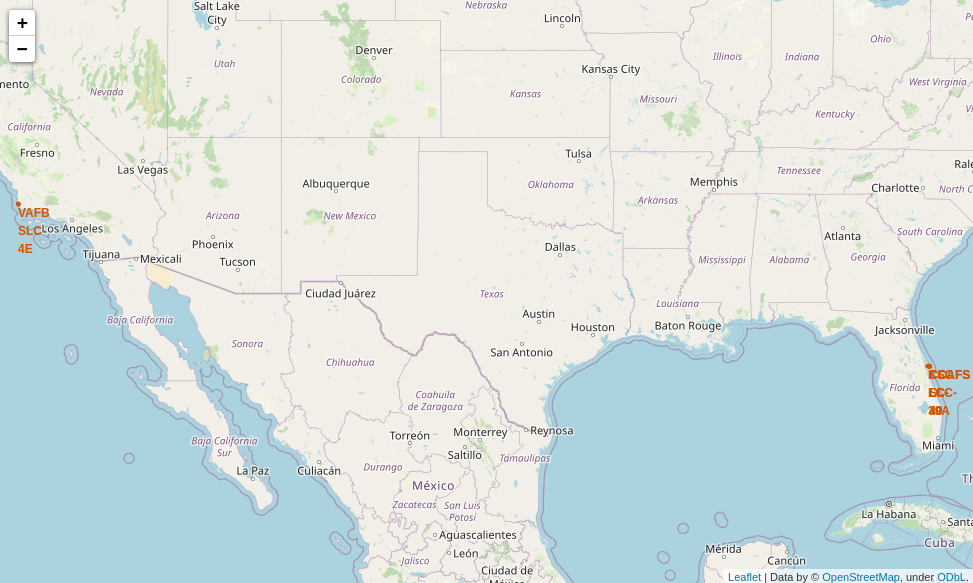 +
−
Salt Lake
City
Nebraska
Lincoln
Denver
Utah
Colorado
Nevada
Kansas City
Kansas
Missouri
Illinois
Indiana
Ohio
West Virginia
Kentucky
California
Fresno
Las Vegas
Albuquerque
Tulsa
Oklahoma
Memphis
Tennessee
Charlotte
Arkansas
VAFB
SLC-
4E
Los Angeles
Arizona
New Mexico
Phoenix
Tucson
Tijuana
Mexicali
Dallas
Mississippi
Alabama
Atlanta
Georgia
South Carolina
Ciudad Juárez
Texas
Louisiana
Baja California
Austin
Houston
Baton Rouge
Jacksonville
Sonora
Chihuahua
San Antonio
Florida
Coahuila
de Zaragoza
Miami
Baja California
Sur
Torreón
Monterrey
Saltillo
Reynosa
Tamaulipas
La Paz
Culiacán
Durango
México
Zacatecas
San Luis
Potosí
La Habana
Cuba
Aguascalientes
León
Jalisco
Ciudad de
México
Mérida
Cancún
Leaflet | Data by © OpenStreetMap, under ODbL.